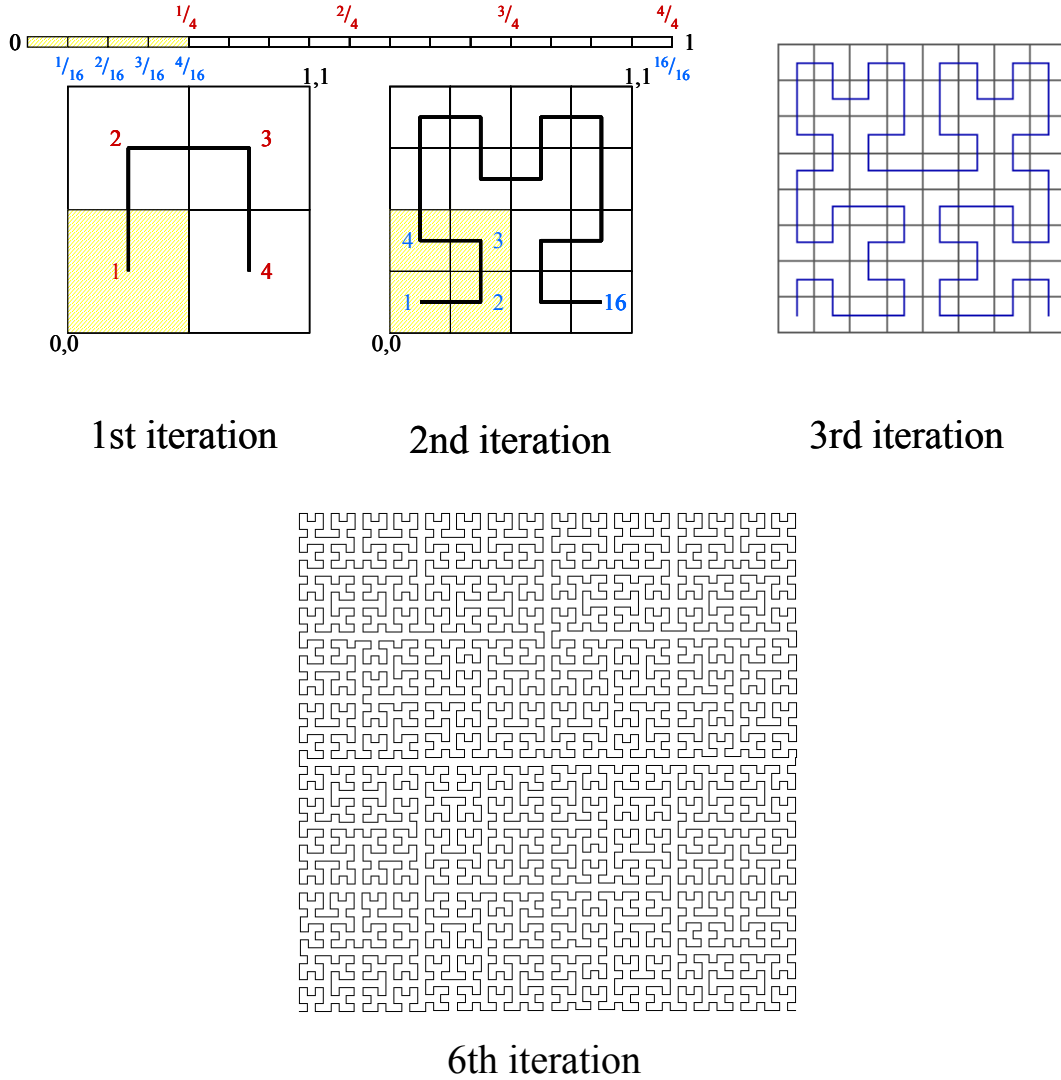 1/4 2/4 3/4 4/4
0 1
1/16 2/16 3/16 4/16 16/16
1,1 1,1
2 3
4 3
1 4
1 2 16
0,0 0,0
1st iteration 2nd iteration 3rd iteration
6th iteration